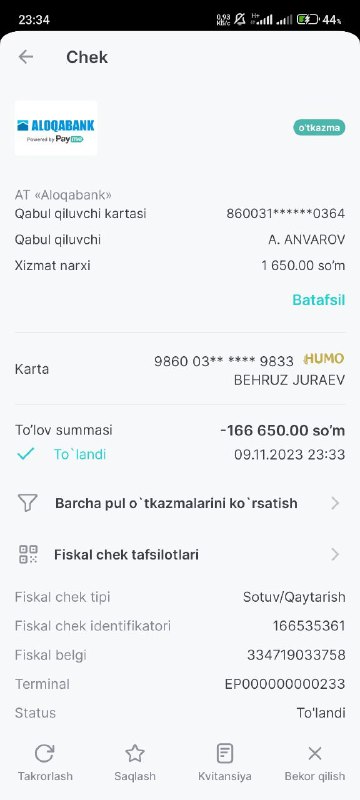 23:34
0,93 КБ/с H+ 44%
Chek
ALOQABANK
Powered by Payme
o'tkazma
AT «Aloqabank»
Qabul qiluvchi kartasi 860031******0364
Qabul qiluvchi A. ANVAROV
Xizmat narxi 1 650.00 so‘m
Batafsil
Karta 9860 03** **** 9833 HUMO
BEHRUZ JURAEV
To‘lov summasi -166 650.00 so‘m
To`landi 09.11.2023 23:33
Barcha pul o`tkazmalarini ko`rsatish
Fiskal chek tafsilotlari
Fiskal chek tipi Sotuv/Qaytarish
Fiskal chek identifikatori 166535361
Fiskal belgi 334719033758
Terminal EP000000000233
Status To'landi
Takrorlash Saqlash Kvitansiya Bekor qilish